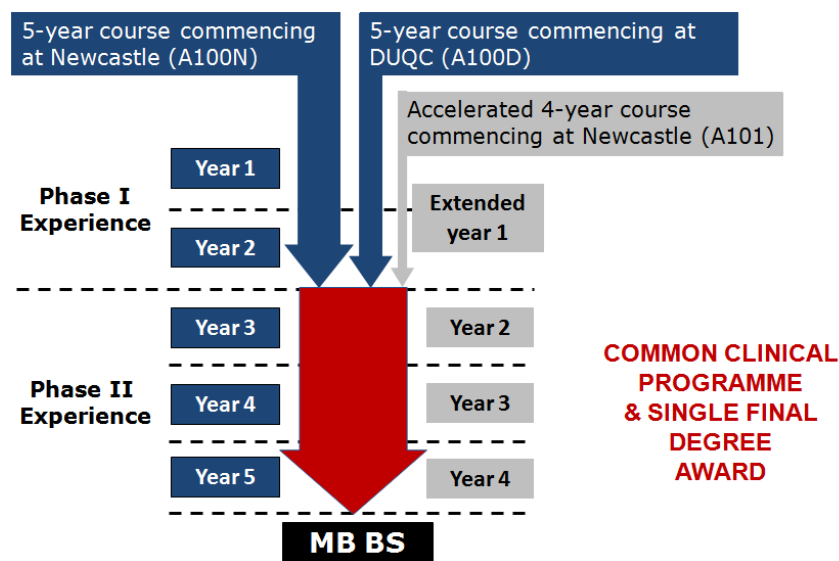 5-year course commencing
at Newcastle (A100N)
5-year course commencing at
DUQC (A100D)
Accelerated 4-year course
commencing at Newcastle (A101)
Year 1
Phase I
Experience
Extended
year 1
Year 2
Year 3
Year 2
Phase II
Experience
Year 4
Year 3
Year 5
Year 4
COMMON CLINICAL
PROGRAMME
& SINGLE FINAL
DEGREE
AWARD
MB BS